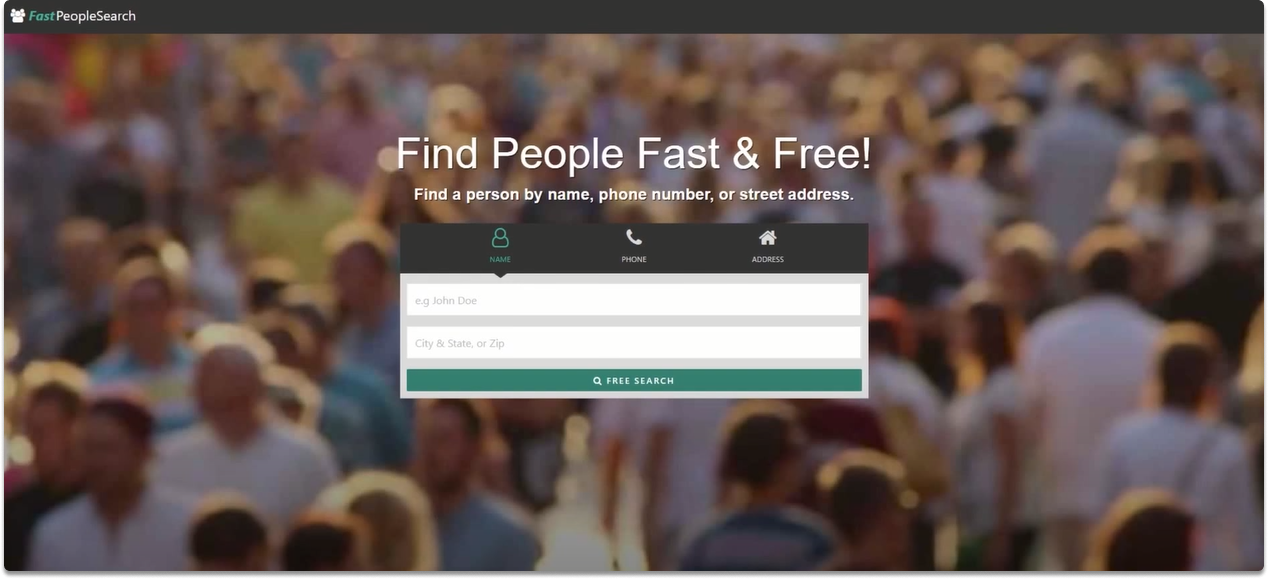 FastPeopleSearch
Find People Fast & Free!
Find a person by name, phone number, or street address.
NAME PHONE ADDRESS
e.g John Doe
City & State, or Zip
FREE SEARCH